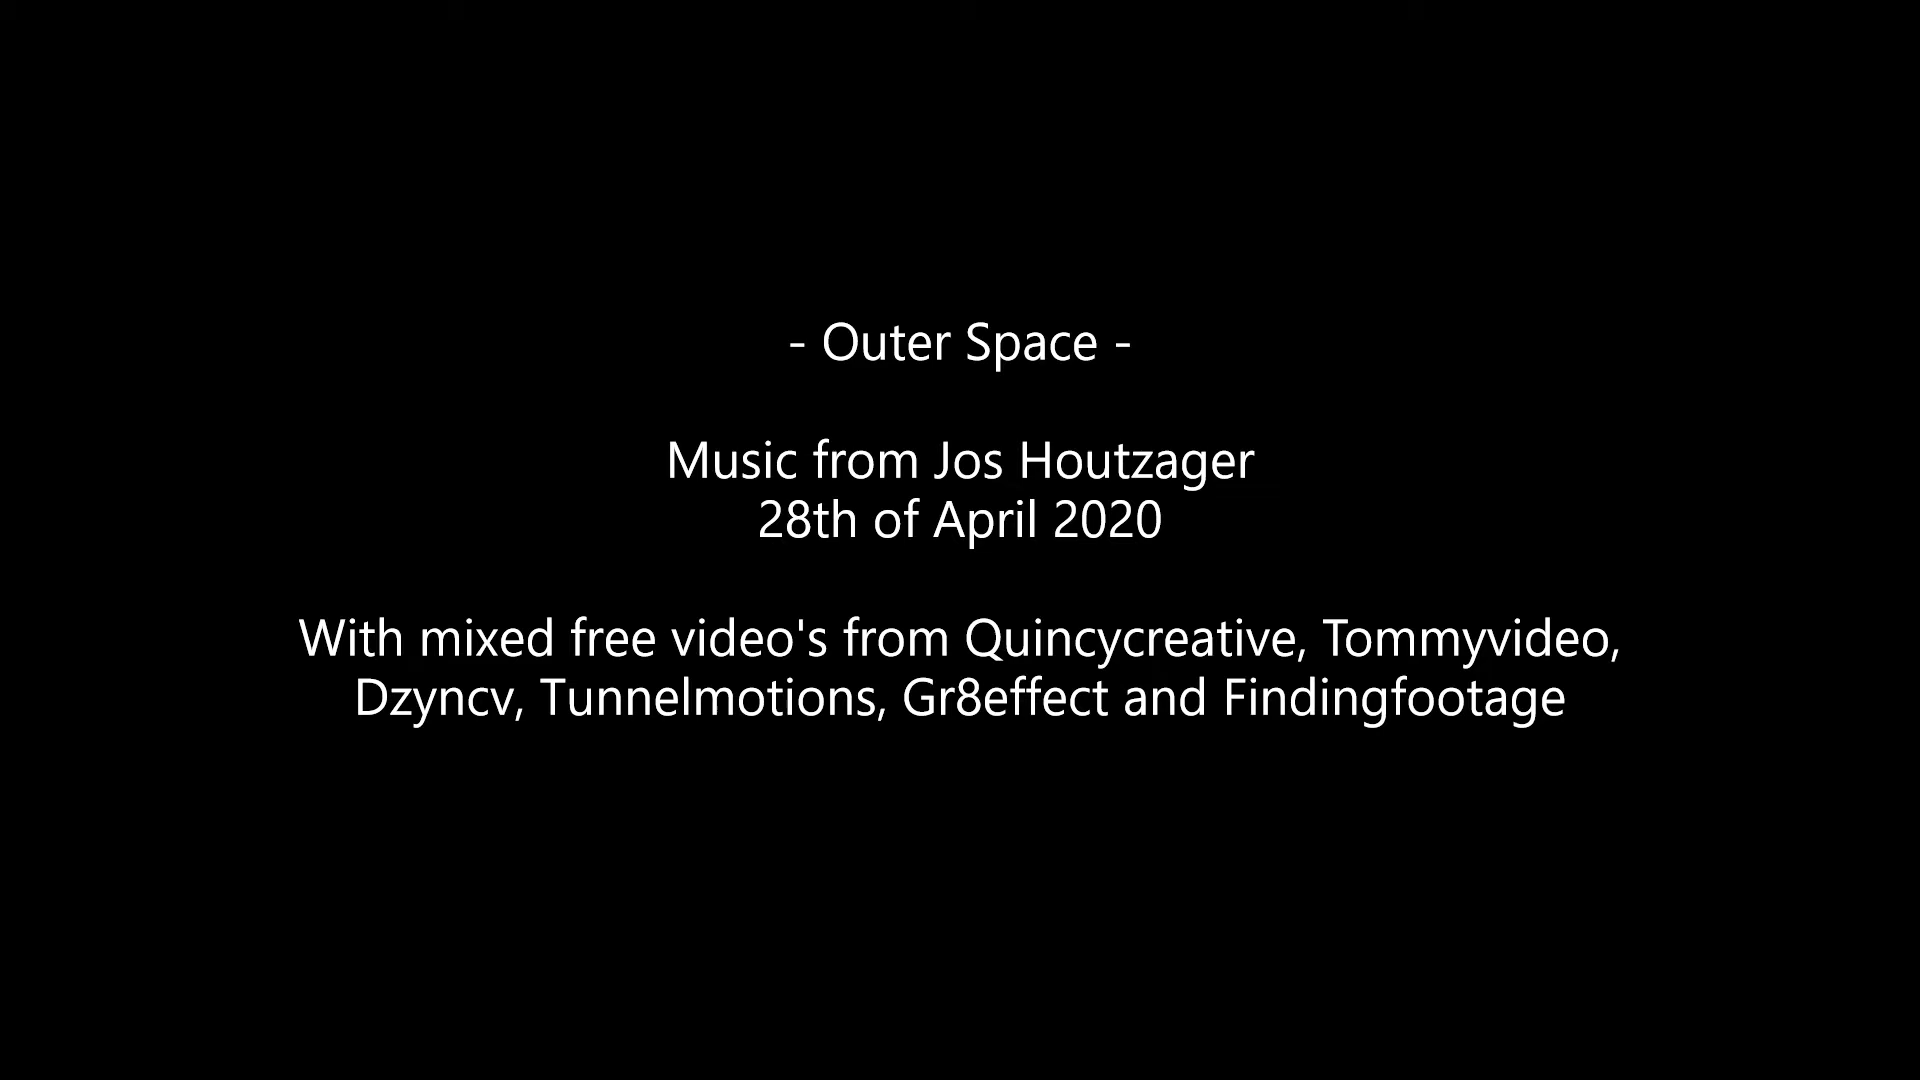 - Outer Space -
Music from Jos Houtzager
28th of April 2020
With mixed free video's from Quincycreative, Tommyvideo,
Dzyncv, Tunnelmotions, Gr8effect and Findingfootage